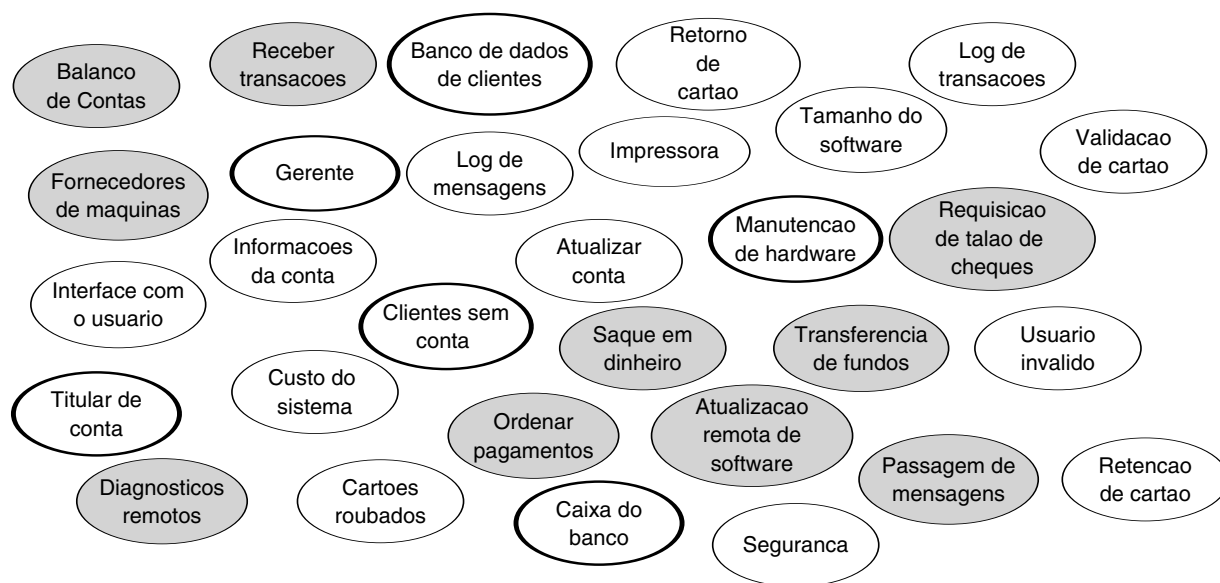 Balanco
de Contas
Receber
transacoes
Banco de dados
de clientes
Retorno
de
cartao
Log de
transacoes
Tamanho do
software
Validacao
de cartao
Fornecedores
de maquinas
Gerente
Log de
mensagens
Impressora
Manutencao
de hardware
Requisicao
de talao de
cheques
Informacoes
da conta
Atualizar
conta
Interface com
o usuario
Clientes sem
conta
Saque em
dinheiro
Transferencia
de fundos
Usuario
invalido
Titular de
conta
Custo do
sistema
Ordenar
pagamentos
Atualizacao
remota de
software
Passagem de
mensagens
Retencao
de cartao
Diagnosticos
remotos
Cartoes
roubados
Caixa do
banco
Seguranca